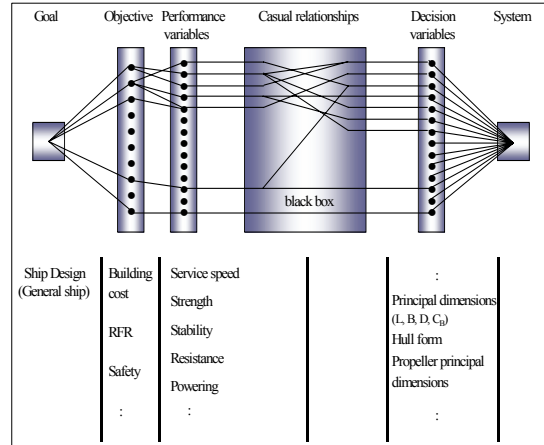 Goal
Objective
Performance
variables
Casual relationships
Decision
variables
System
black box
Ship Design
(General ship)
Building
cost
RFR
Safety
:
Service speed
Strength
Stability
Resistance
Powering
:
:
Principal dimensions
(L, B, D, C_B)
Hull form
Propeller principal
dimensions
: